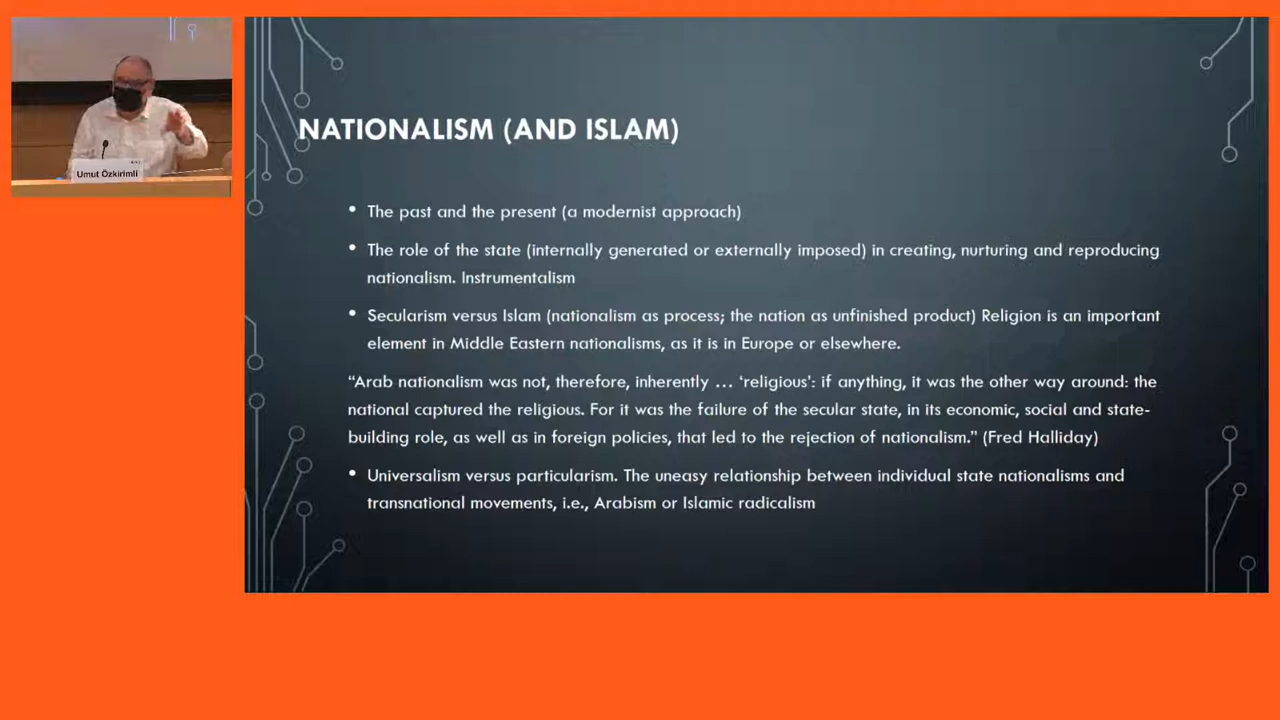 Umut Özkirimli
NATIONALISM (AND ISLAM)
• The past and the present (a modernist approach)
• The role of the state (internally generated or externally imposed) in creating, nurturing and reproducing
nationalism. Instrumentalism
• Secularism versus Islam (nationalism as process; the nation as unfinished product) Religion is an important
element in Middle Eastern nationalisms, as it is in Europe or elsewhere.
“Arab nationalism was not, therefore, inherently … ‘religious’: if anything, it was the other way around: the
national captured the religious. For it was the failure of the secular state, in its economic, social and state-
building role, as well as in foreign policies, that led to the rejection of nationalism.” (Fred Halliday)
• Universalism versus particularism. The uneasy relationship between individual state nationalisms and
transnational movements, i.e., Arabism or Islamic radicalism